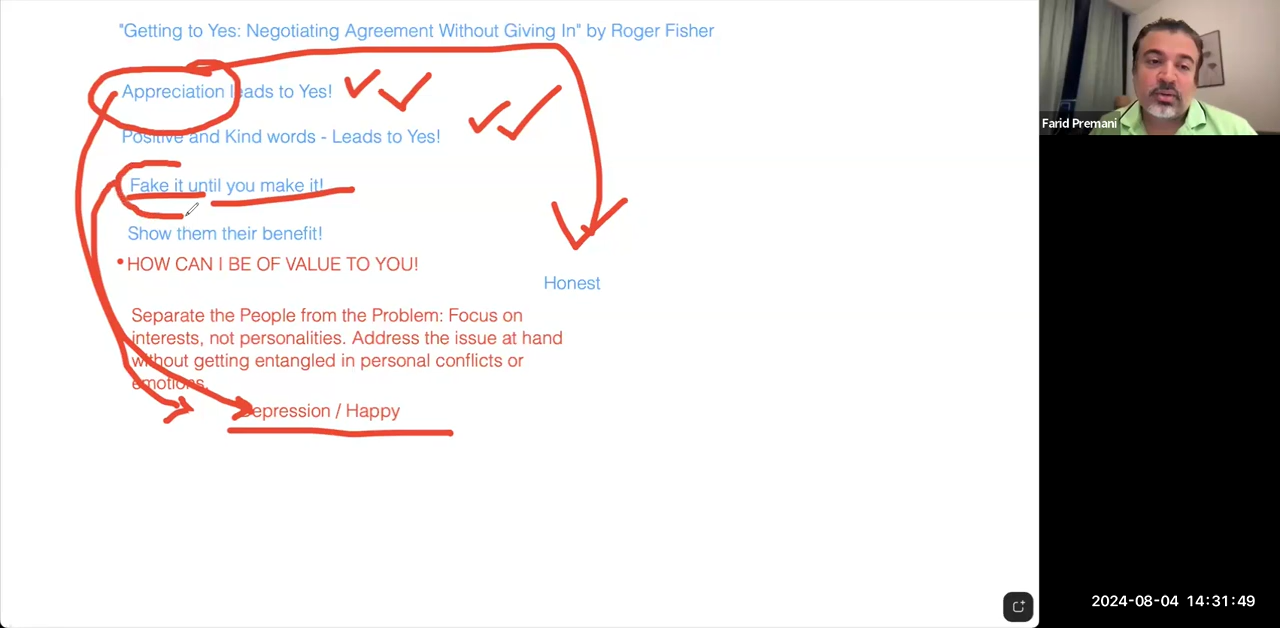 "Getting to Yes: Negotiating Agreement Without Giving In" by Roger Fisher
Appreciation leads to Yes!
Positive and Kind words - Leads to Yes!
Fake it until you make it!
Show them their benefit!
•HOW CAN I BE OF VALUE TO YOU!
Honest
Separate the People from the Problem: Focus on
interests, not personalities. Address the issue at hand
without getting entangled in personal conflicts or
emotions.
Depression / Happy
Farid Premani
2024-08-04 14:31:49